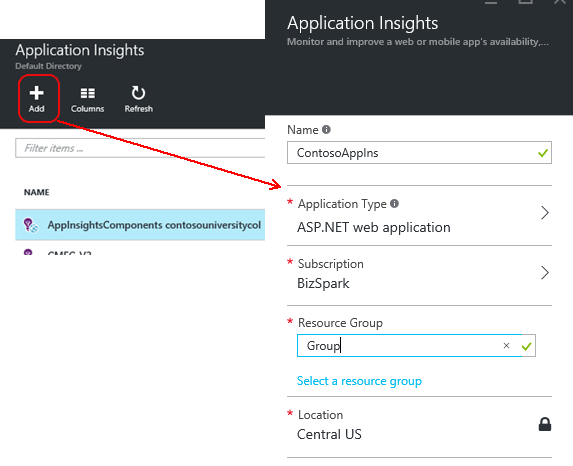 Application Insights
Default Directory
Add
Columns
Refresh
Filter items ...
NAME
AppInsightsComponents contosouniversitycol
Application Insights
Monitor and improve a web or mobile app's availability,...
Name
ContosoAppIns
* Application Type
ASP.NET web application
* Subscription
BizSpark
* Resource Group
Group
Select a resource group
* Location
Central US